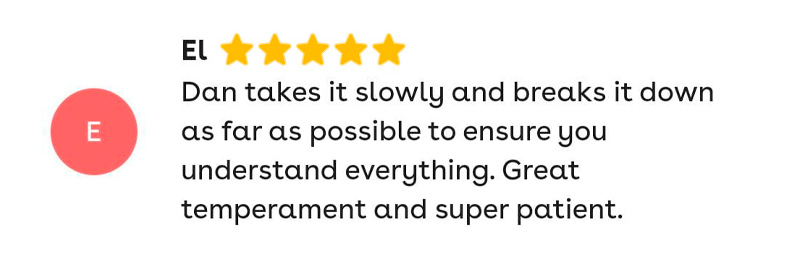 El
Dan takes it slowly and breaks it down
as far as possible to ensure you
E
understand everything. Great
temperament and super patient.